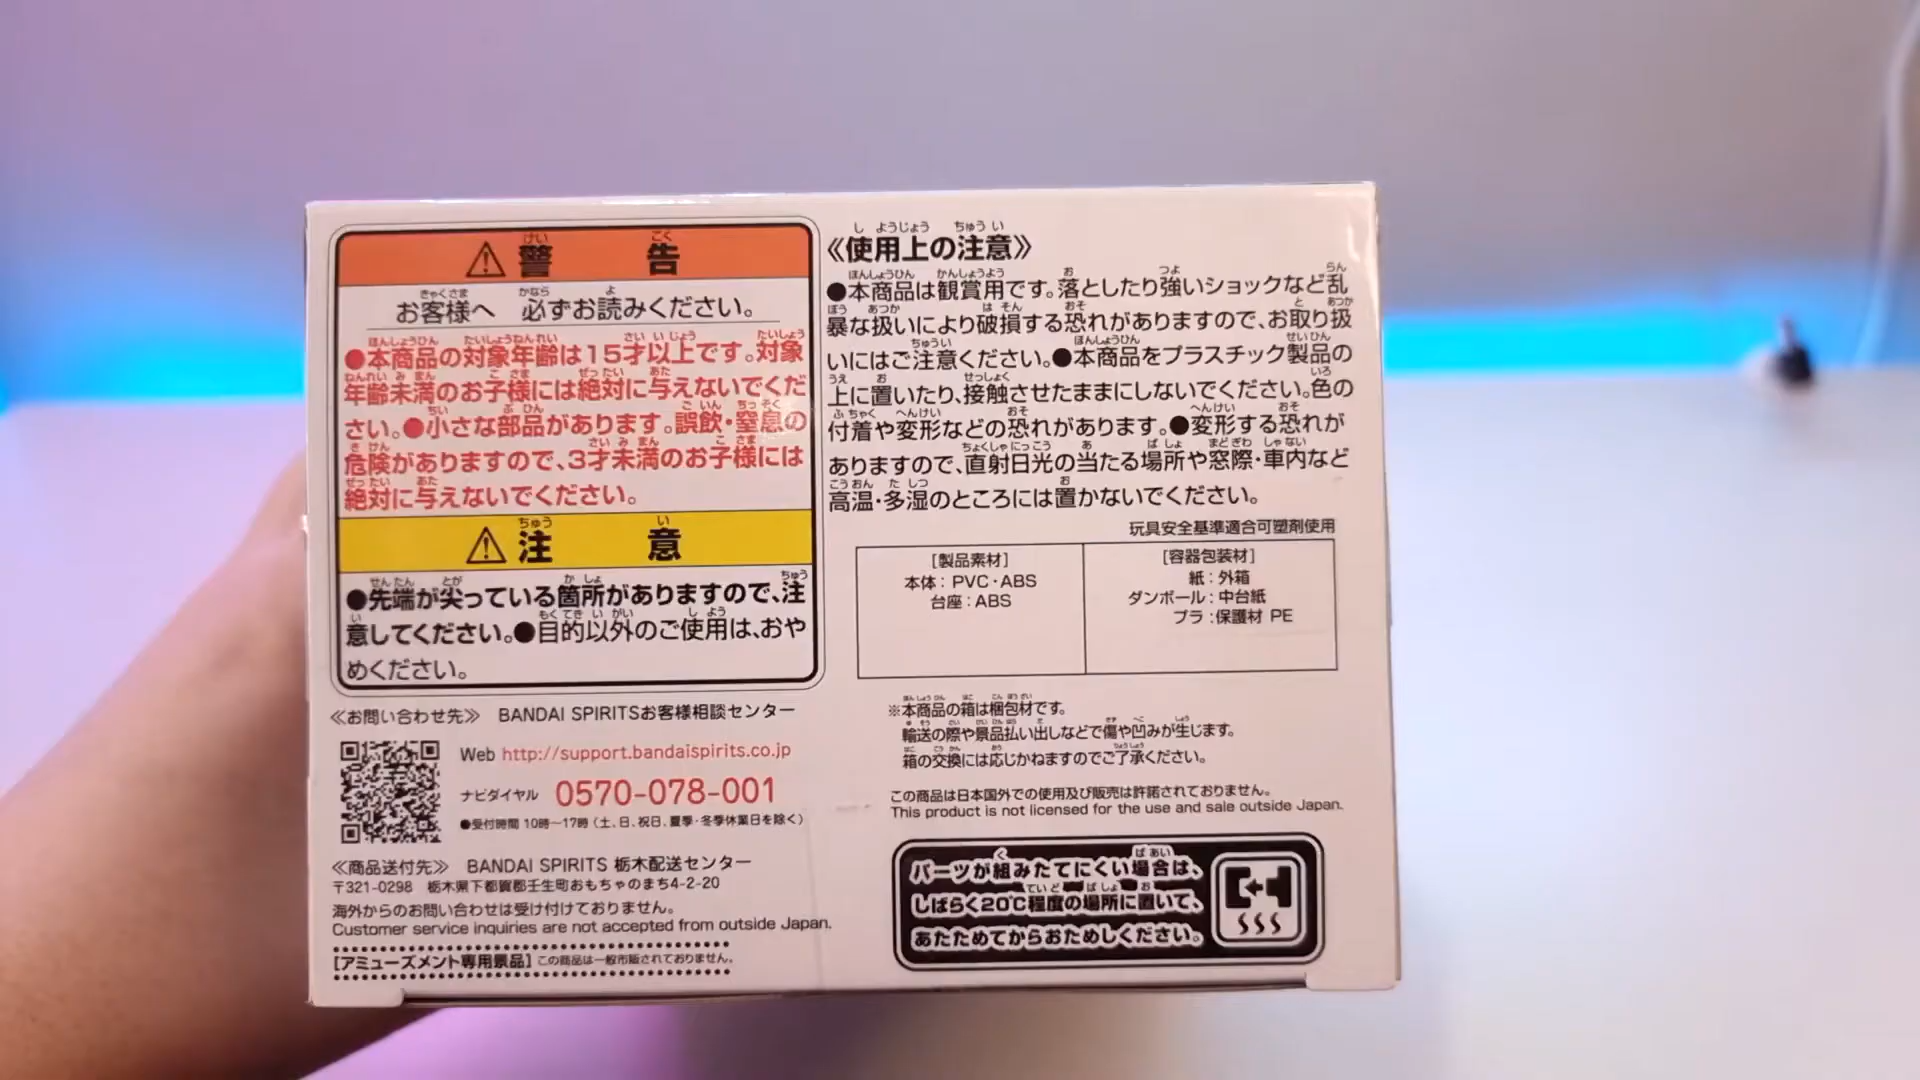 警告
お客様へ 必ずお読みください。
●本商品の対象年齢は15才以上です。対象
年齢未満のお子様には絶対に与えないでくだ
さい。●小さな部品があります。誤飲・窒息の
危険がありますので、3才未満のお子様には
絶対に与えないでください。
注意
●先端が尖っている箇所がありますので、注
意してください。●目的以外のご使用は、おや
めください。
≪お問い合わせ先≫ BANDAI SPIRITSお客様相談センター
Web http://support.bandaispirits.co.jp
ナビダイヤル 0570-078-001
●受付時間 10時〜17時（土、日、祝日、夏季・冬季休業日を除く）
≪商品送付先≫ BANDAI SPIRITS 栃木配送センター
〒321-0298 栃木県下都賀郡壬生町おもちゃのまち4-2-20
海外からのお問い合わせは受け付けておりません。
Customer service inquiries are not accepted from outside Japan.
[アミューズメント専用景品] この商品は一般市販されておりません。
《使用上の注意》
●本商品は観賞用です。落としたり強いショックなど乱
暴な扱いにより破損する恐れがありますので、お取り扱
いにはご注意ください。●本商品をプラスチック製品の
上に置いたり、接触させたままにしないでください。色の
付着や変形などの恐れがあります。●変形する恐れが
ありますので、直射日光の当たる場所や窓際・車内など
高温・多湿のところには置かないでください。
玩具安全基準適合可塑剤使用
[製品素材]
本体：PVC・ABS
台座：ABS
[容器包装材]
紙：外箱
ダンボール：中台紙
プラ：保護材 PE
※本商品の箱は梱包材です。
輸送の際や景品払い出しなどで傷や凹みが生じます。
箱の交換には応じかねますのでご了承ください。
この商品は日本国外での使用及び販売は許諾されておりません。
This product is not licensed for the use and sale outside Japan.
パーツが組みたてにくい場合は、
しばらく20℃程度の場所に置いて、
あたためてからおためしください。